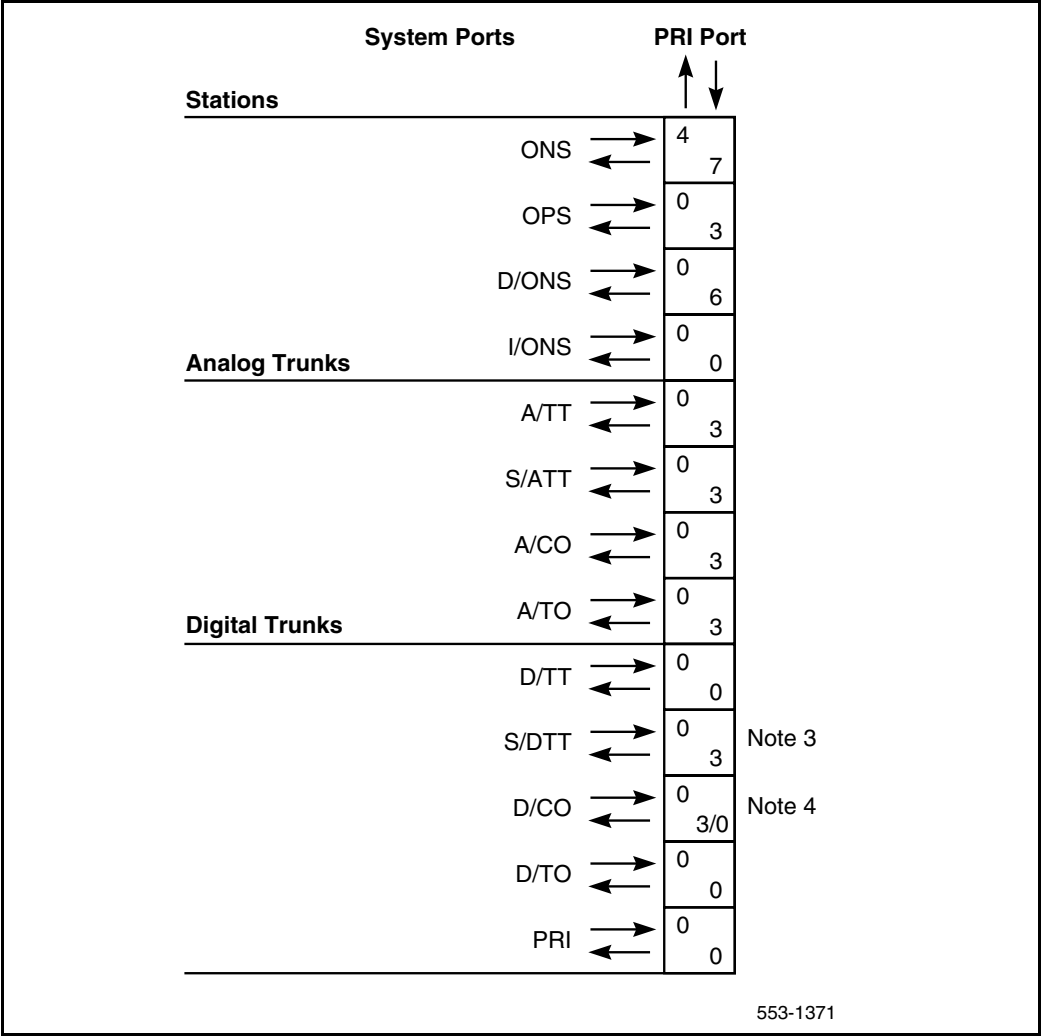 System Ports PRI Port
Stations
ONS 4 7
OPS 0 3
D/ONS 0 6
I/ONS 0 0
Analog Trunks
A/TT 0 3
S/ATT 0 3
A/CO 0 3
A/TO 0 3
Digital Trunks
D/TT 0 0
S/DTT 0 3 Note 3
D/CO 0 3/0 Note 4
D/TO 0 0
PRI 0 0
553-1371